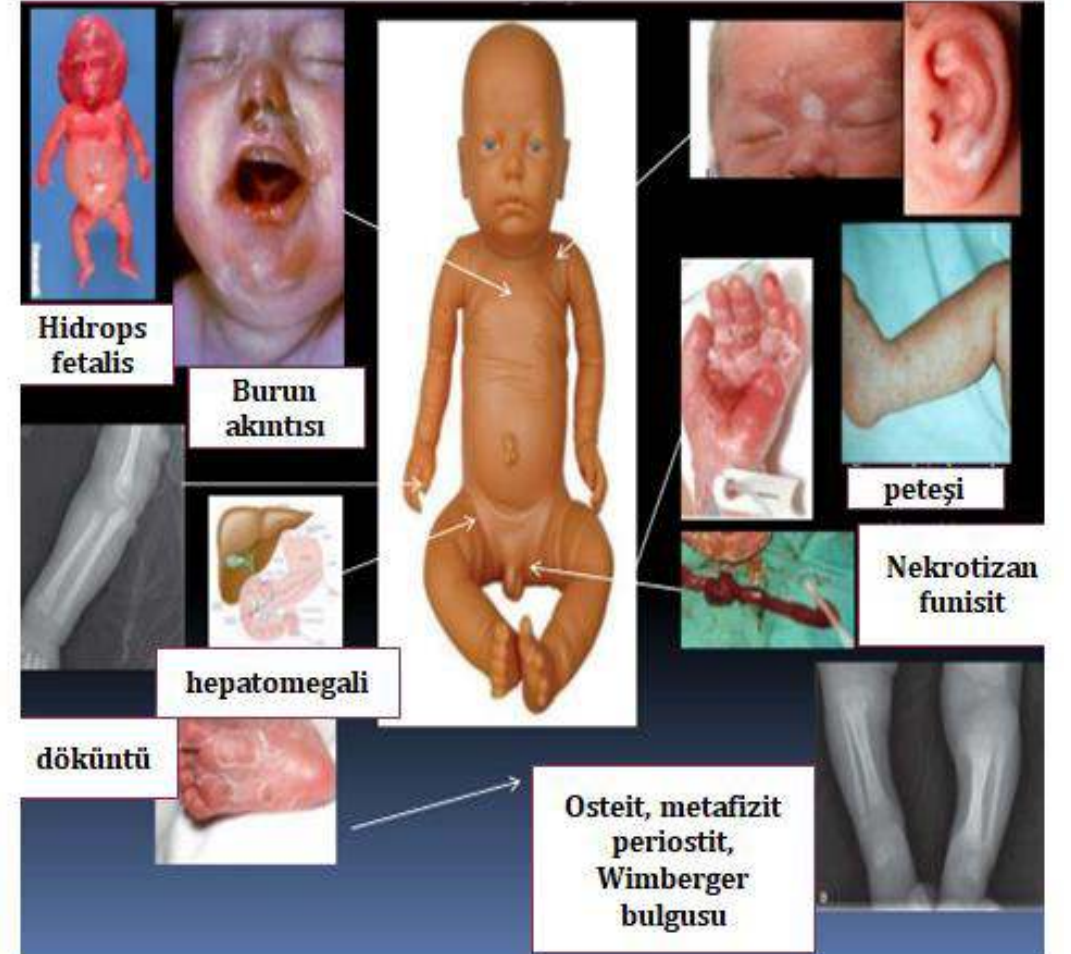 Hidrops
fetalis
Burun
akıntısı
peteşi
Nekrotizan
funisit
hepatomegali
döküntü
Osteit, metafizit
periostit,
Wimberger
bulgusu